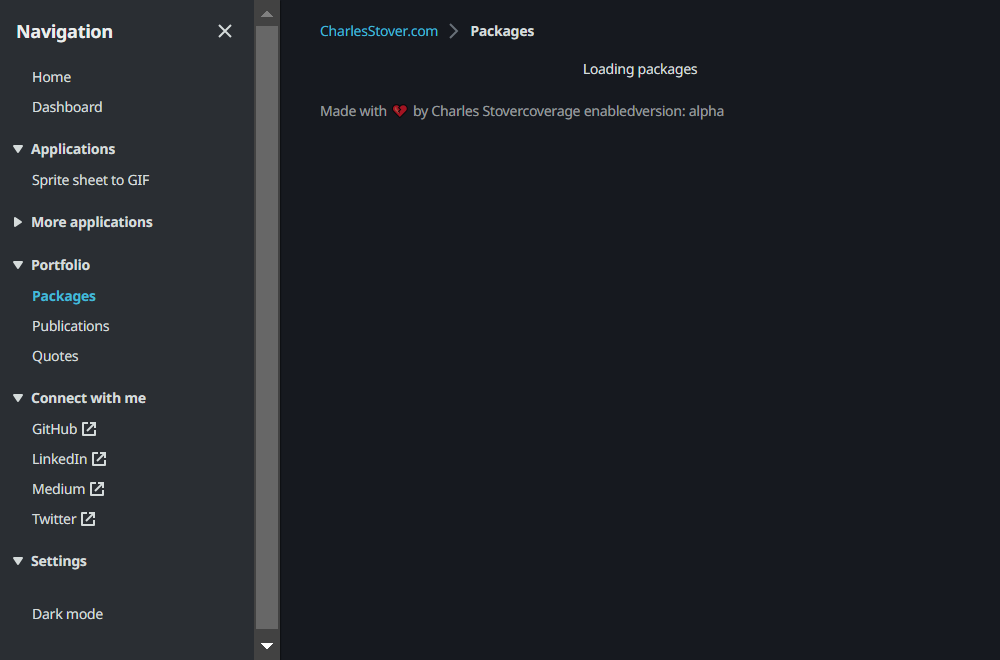 Navigation
Home
Dashboard
Applications
Sprite sheet to GIF
More applications
Portfolio
Packages
Publications
Quotes
Connect with me
GitHub
LinkedIn
Medium
Twitter
Settings
Dark mode
CharlesStover.com Packages
Loading packages
Made with 💔 by Charles Stovercoverage enabledversion: alpha